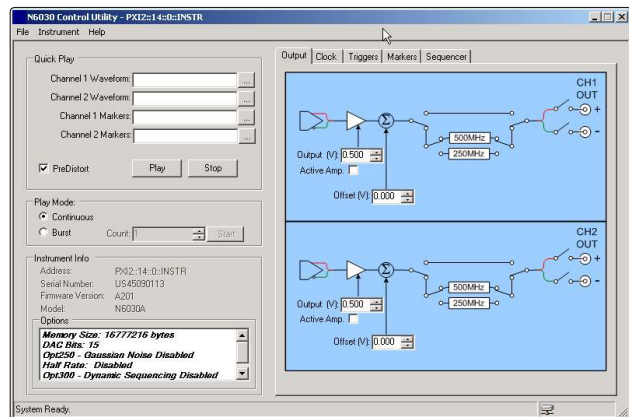 N6030 Control Utility - PXI2::14::0::INSTR
File Instrument Help
Quick Play
Channel 1 Waveform: ...
Channel 2 Waveform: ...
Channel 1 Markers: ...
Channel 2 Markers: ...
PreDistort Play Stop
Play Mode:
Continuous
Burst Count: 1 Start
Instrument Info
Address: PXI2::14::0::INSTR
Serial Number: US45090113
Firmware Version: A201
Model: N6030A
Options
Memory Size: 16777216 bytes
DAC Bits: 15
Opt250 - Gaussian Noise Disabled
Half Rate: Disabled
Opt300 - Dynamic Sequencing Disabled
Output Clock Triggers Markers Sequencer
CH1
OUT
+
Σ
500MHz
-
250MHz
Output (V): 0.500
Active Amp.
Offset (V): 0.000
CH2
OUT
+
Σ
500MHz
-
250MHz
Output (V): 0.500
Active Amp.
Offset (V): 0.000
System Ready.